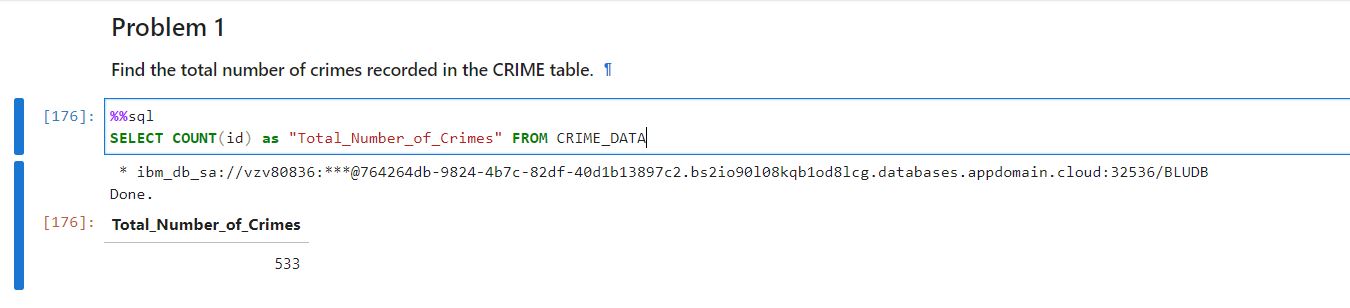 Problem 1
Find the total number of crimes recorded in the CRIME table. ¶
[176]: %%sql
SELECT COUNT(id) as "Total_Number_of_Crimes" FROM CRIME_DATA
* ibm_db_sa://vzv80836:***@764264db-9824-4b7c-82df-40d1b13897c2.bs2io90l08kqb1od8lcg.databases.appdomain.cloud:32536/BLUDB
Done.
[176]: Total_Number_of_Crimes
533